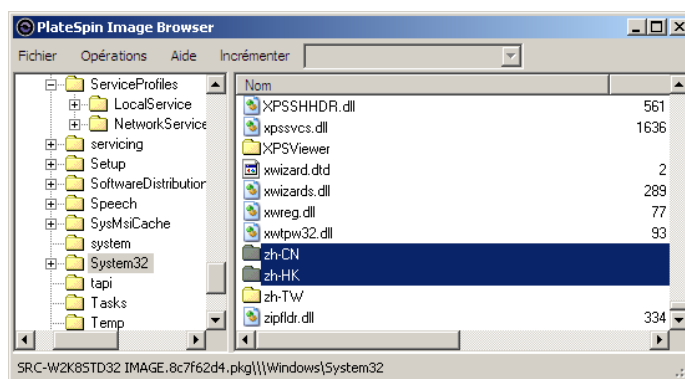 PlateSpin Image Browser
Fichier Opérations Aide Incrémenter
ServiceProfiles
LocalService
NetworkService
servicing
Setup
SoftwareDistribution
Speech
SysMsiCache
system
System32
tapi
Tasks
Temp
Nom
XPSSHHDR.dll 561
xpssvcs.dll 1636
XPSViewer
xwizard.dtd 2
xwizards.dll 289
xwreg.dll 77
xwtpw32.dll 93
zh-CN
zh-HK
zh-TW
zipfldr.dll 334
SRC-W2K8STD32 IMAGE.8c7f62d4.pkg\\\Windows\System32